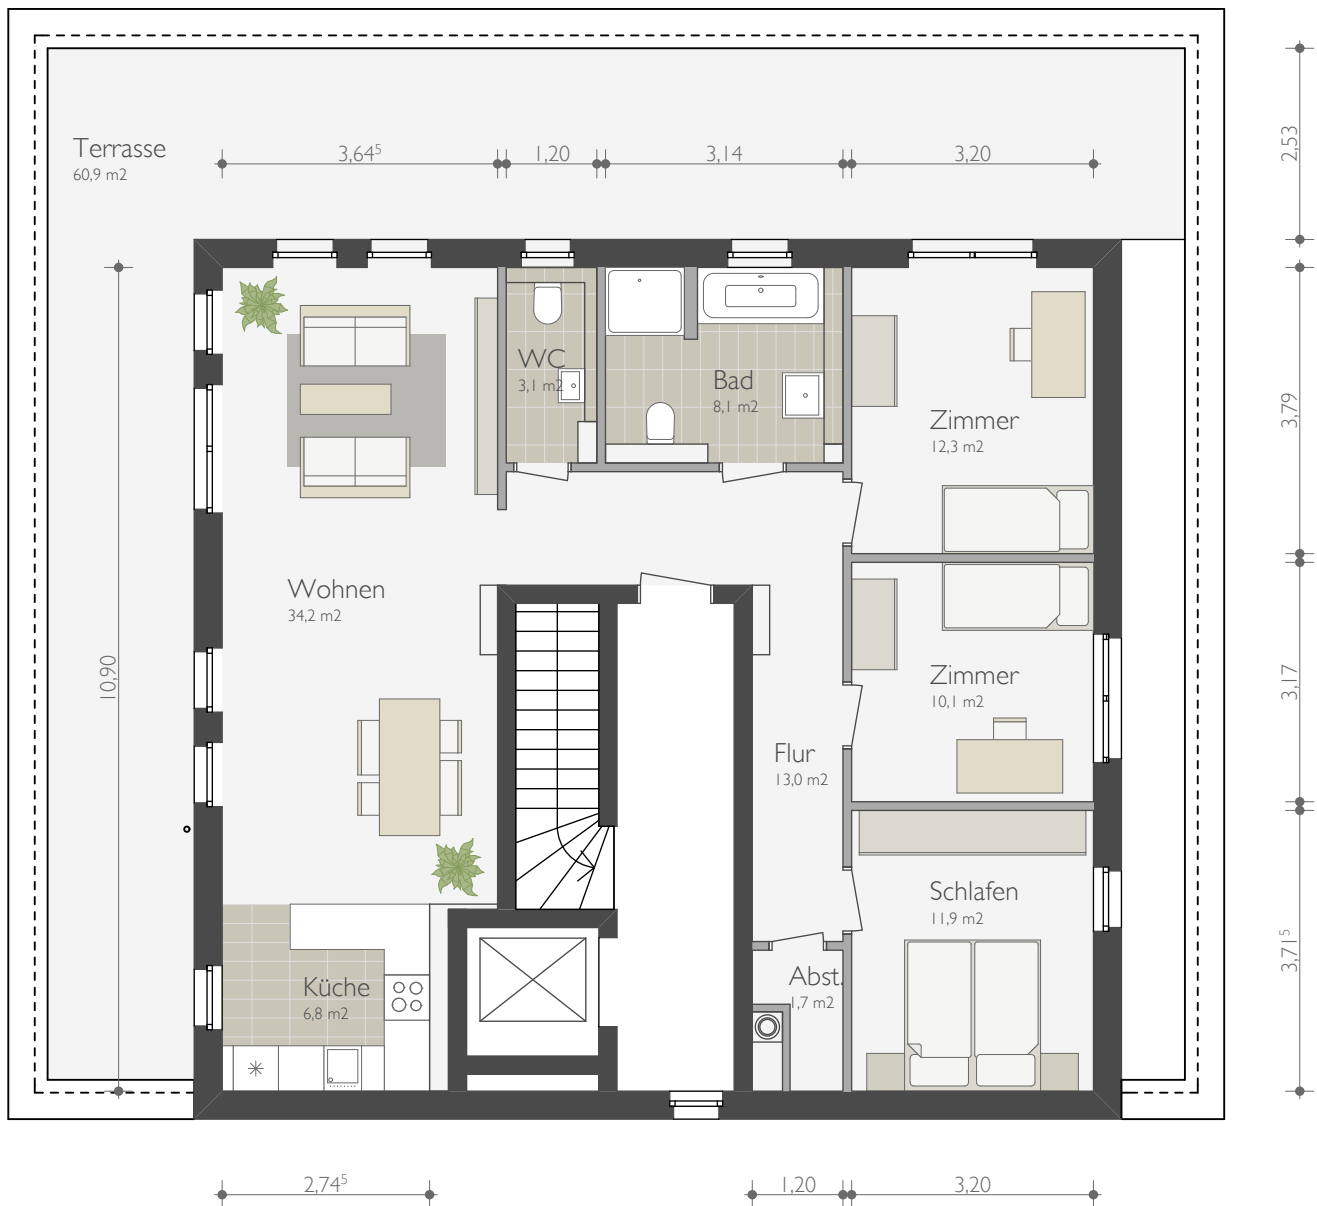 Terrasse
60,9 m2
3,64⁵
1,20
3,14
3,20
2,53
WC
3,1 m2
Bad
8,1 m2
Zimmer
12,3 m2
3,79
Wohnen
34,2 m2
10,90
Zimmer
10,1 m2
3,17
Flur
13,0 m2
Schlafen
11,9 m2
3,71⁵
Küche
6,8 m2
Abst.
1,7 m2
2,74⁵
1,20
3,20